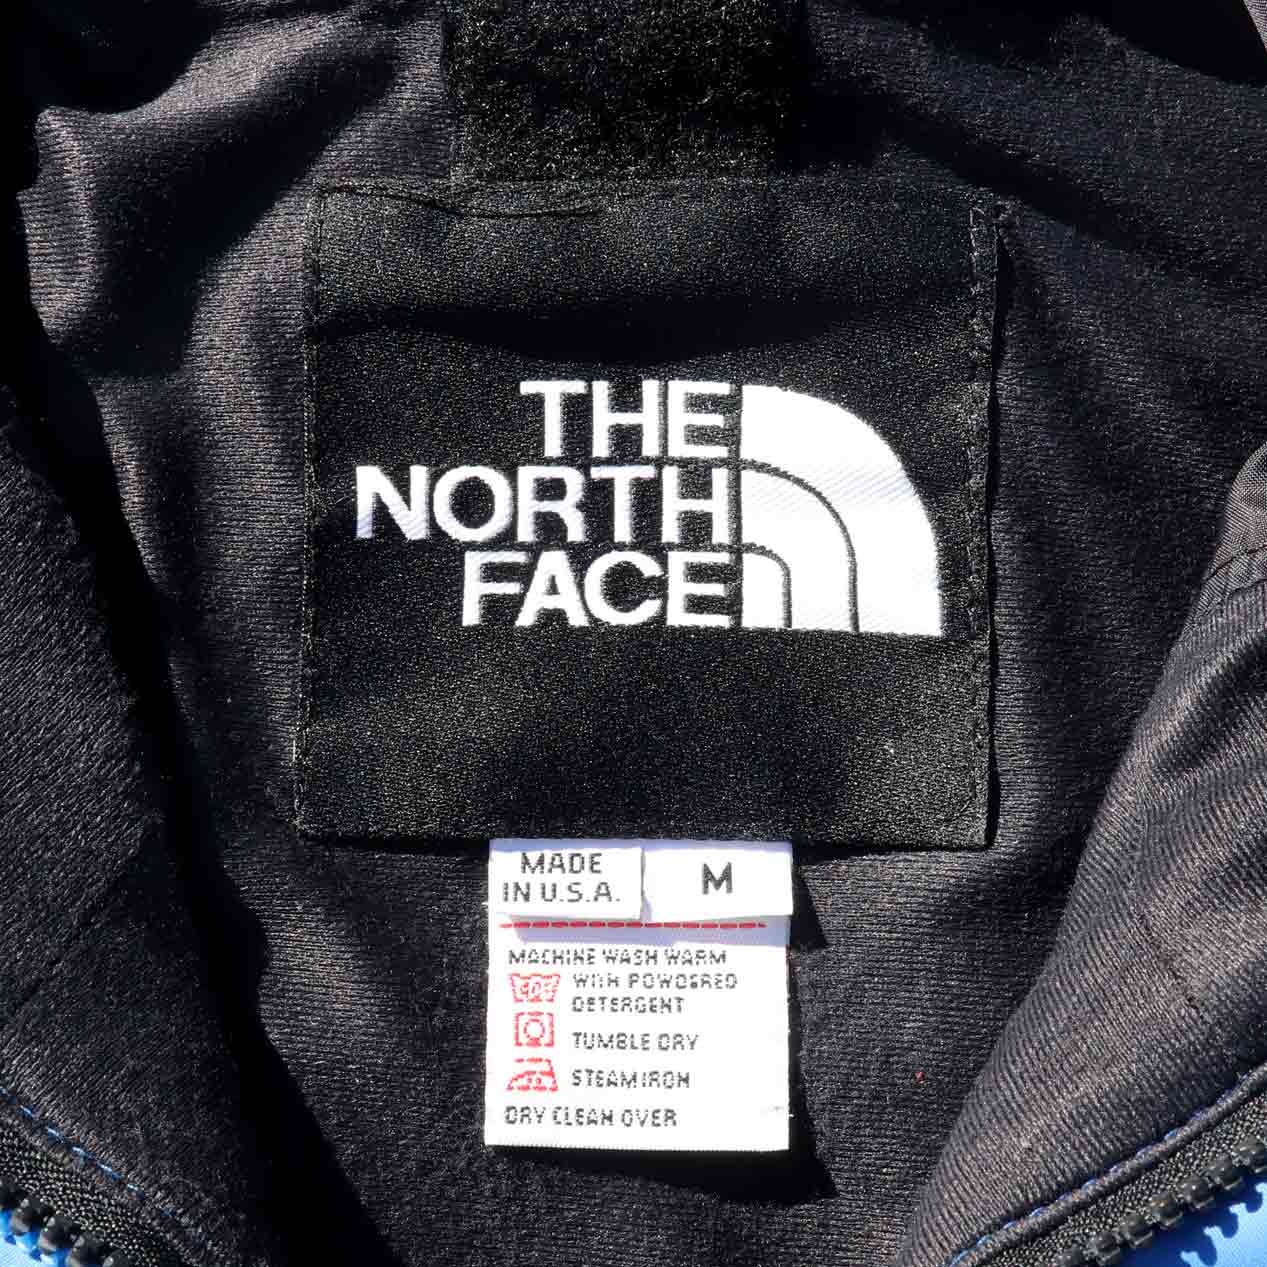 THE
NORTH
FACE
MADE
IN U.S.A.
M
MACHINE WASH WARM
WITH POWDERED
DETERGENT
TUMBLE DRY
STEAM IRON
DRY CLEAN OVER